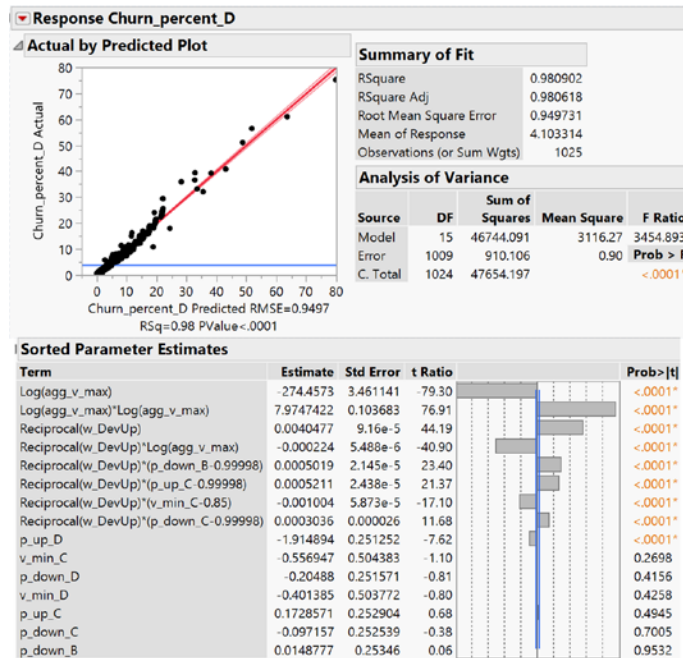 Response Churn_percent_D
Actual by Predicted Plot
80
70
60
50
40
30
20
10
0
Churn_percent_D Actual
0 10 20 30 40 50 60 70 80
Churn_percent_D Predicted RMSE=0.9497
RSq=0.98 PValue<.0001
Summary of Fit
RSquare 0.980902
RSquare Adj 0.980618
Root Mean Square Error 0.949731
Mean of Response 4.103314
Observations (or Sum Wgts) 1025
Analysis of Variance
Sum of
Source DF Squares Mean Square F Ratio
Model 15 46744.091 3116.27 3454.893
Error 1009 910.106 0.90 Prob > F
C. Total 1024 47654.197 <.0001*
Sorted Parameter Estimates
Term Estimate Std Error t Ratio Prob>|t|
Log(agg_v_max) -274.4573 3.461141 -79.30 <.0001*
Log(agg_v_max)*Log(agg_v_max) 7.9747422 0.103683 76.91 <.0001*
Reciprocal(w_DevUp) 0.0040477 9.16e-5 44.19 <.0001*
Reciprocal(w_DevUp)*Log(agg_v_max) -0.000224 5.488e-6 -40.90 <.0001*
Reciprocal(w_DevUp)*(p_down_B-0.99998) 0.0005019 2.145e-5 23.40 <.0001*
Reciprocal(w_DevUp)*(p_up_C-0.99998) 0.0005211 2.438e-5 21.37 <.0001*
Reciprocal(w_DevUp)*(v_min_C-0.85) -0.001004 5.873e-5 -17.10 <.0001*
Reciprocal(w_DevUp)*(p_down_C-0.99998) 0.0003036 0.000026 11.68 <.0001*
p_up_D -1.914894 0.251252 -7.62 <.0001*
v_min_C -0.556947 0.504383 -1.10 0.2698
p_down_D -0.20488 0.251571 -0.81 0.4156
v_min_D -0.401385 0.503772 -0.80 0.4258
p_up_C 0.1728571 0.252904 0.68 0.4945
p_down_C -0.097157 0.252539 -0.38 0.7005
p_down_B 0.0148777 0.25346 0.06 0.9532